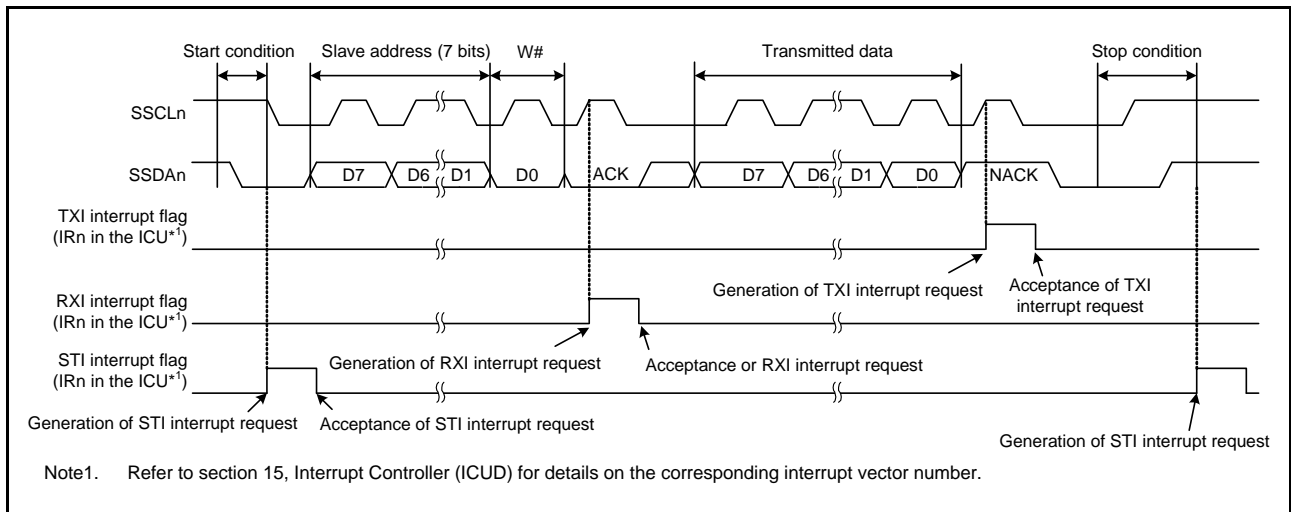 Start condition
Slave address (7 bits)
W#
Transmitted data
Stop condition
SSCLn
SSDAn
D7
D6
D1
D0
ACK
D7
D6
D1
D0
NACK
TXI interrupt flag
(IRn in the ICU*1)
Generation of TXI interrupt request
Acceptance of TXI
interrupt request
RXI interrupt flag
(IRn in the ICU*1)
Generation of RXI interrupt request
Acceptance or RXI interrupt request
STI interrupt flag
(IRn in the ICU*1)
Generation of STI interrupt request
Acceptance of STI interrupt request
Generation of STI interrupt request
Note1. Refer to section 15, Interrupt Controller (ICUD) for details on the corresponding interrupt vector number.